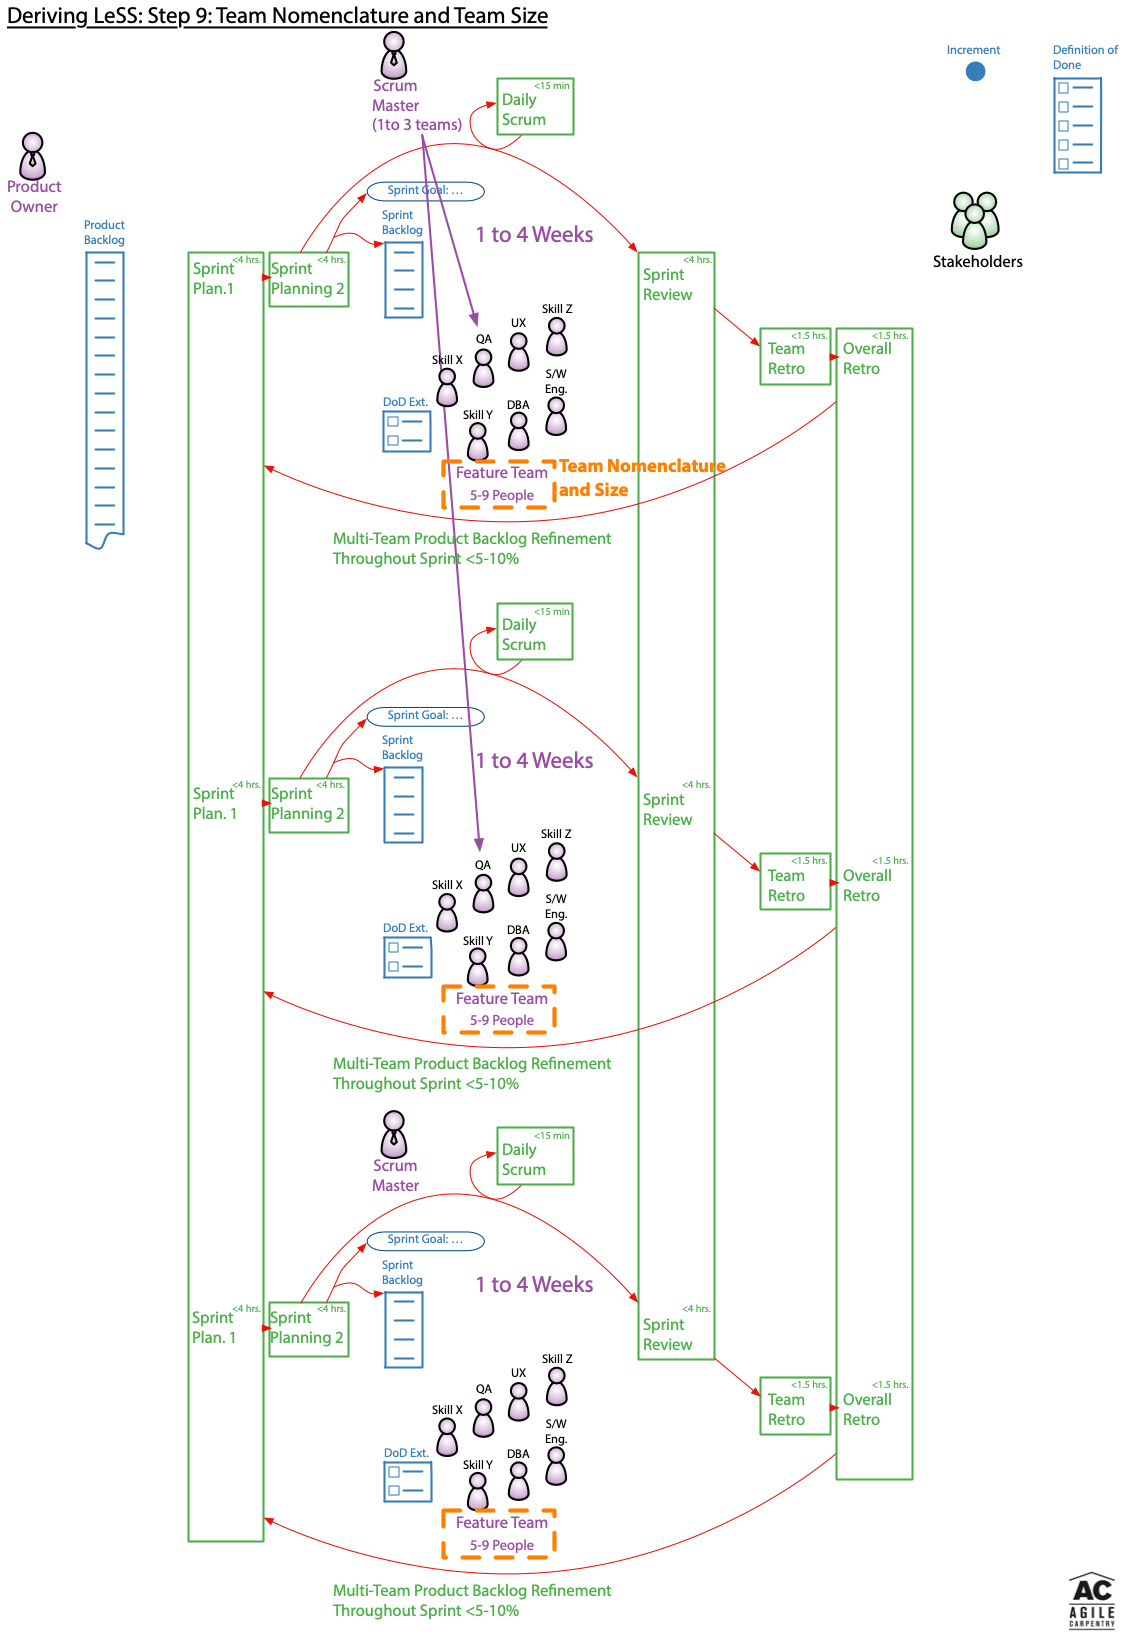 Deriving LeSS: Step 9: Team Nomenclature and Team Size
Scrum
Master
(1to 3 teams)
<15 min
Daily
Scrum
Increment
Definition of
Done
Product
Owner
Product
Backlog
Sprint Goal: …
Sprint
Backlog
1 to 4 Weeks
Stakeholders
<4 hrs.
Sprint
Plan.1
<4 hrs.
Sprint
Planning 2
<4 hrs.
Sprint
Review
Skill Z
UX
QA
Skill X
S/W
Eng.
DBA
Skill Y
DoD Ext.
<1.5 hrs.
Team
Retro
<1.5 hrs.
Overall
Retro
Feature Team
5-9 People
Team Nomenclature
and Size
Multi-Team Product Backlog Refinement
Throughout Sprint <5-10%
<15 min
Daily
Scrum
Sprint Goal: …
Sprint
Backlog
1 to 4 Weeks
<4 hrs.
Sprint
Plan. 1
<4 hrs.
Sprint
Planning 2
<4 hrs.
Sprint
Review
Skill Z
UX
QA
Skill X
S/W
Eng.
DBA
Skill Y
DoD Ext.
<1.5 hrs.
Team
Retro
<1.5 hrs.
Overall
Retro
Feature Team
5-9 People
Multi-Team Product Backlog Refinement
Throughout Sprint <5-10%
Scrum
Master
<15 min
Daily
Scrum
Sprint Goal: …
Sprint
Backlog
1 to 4 Weeks
<4 hrs.
Sprint
Plan. 1
<4 hrs.
Sprint
Planning 2
<4 hrs.
Sprint
Review
Skill Z
UX
QA
Skill X
S/W
Eng.
DBA
Skill Y
DoD Ext.
<1.5 hrs.
Team
Retro
<1.5 hrs.
Overall
Retro
Feature Team
5-9 People
Multi-Team Product Backlog Refinement
Throughout Sprint <5-10%
AC
AGILE
CARPENTRY